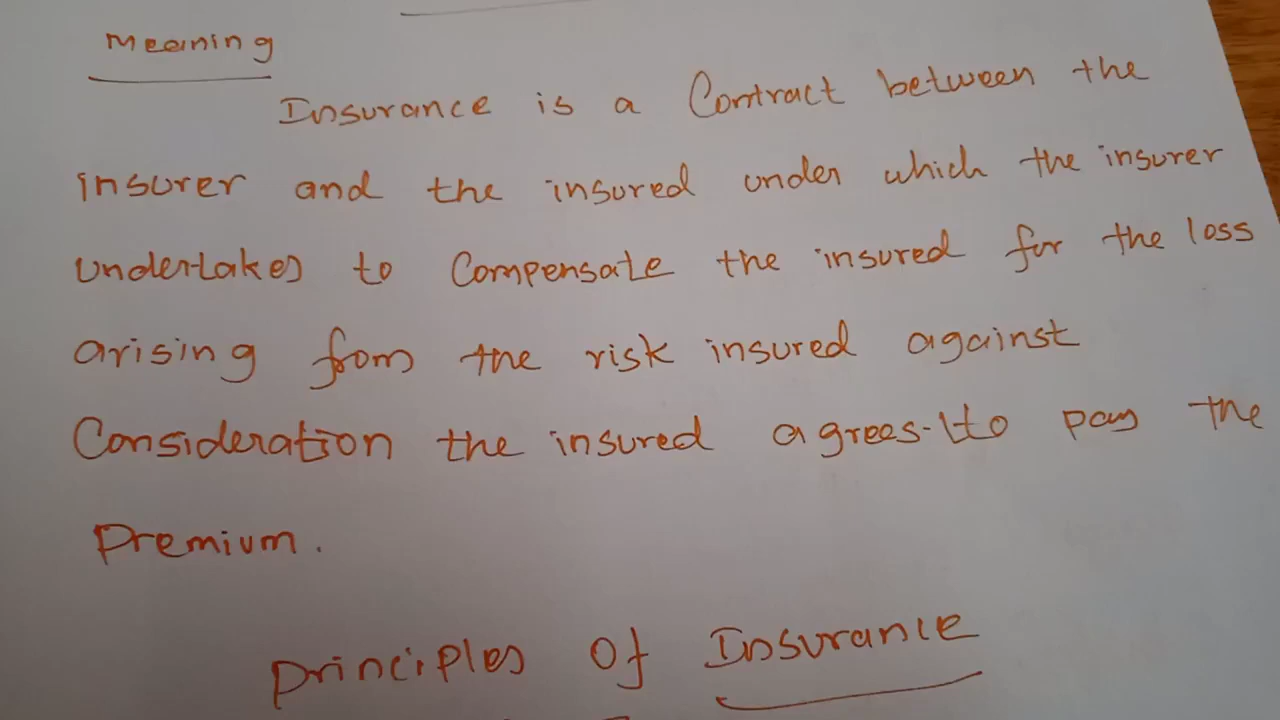 Meaning
Insurance is a Contract between the
insurer and the insured under which the insurer
undertakes to Compensate the insured for the loss
arising from the risk insured against
Consideration the insured agrees to pay the
Premium.
Principles of Insurance